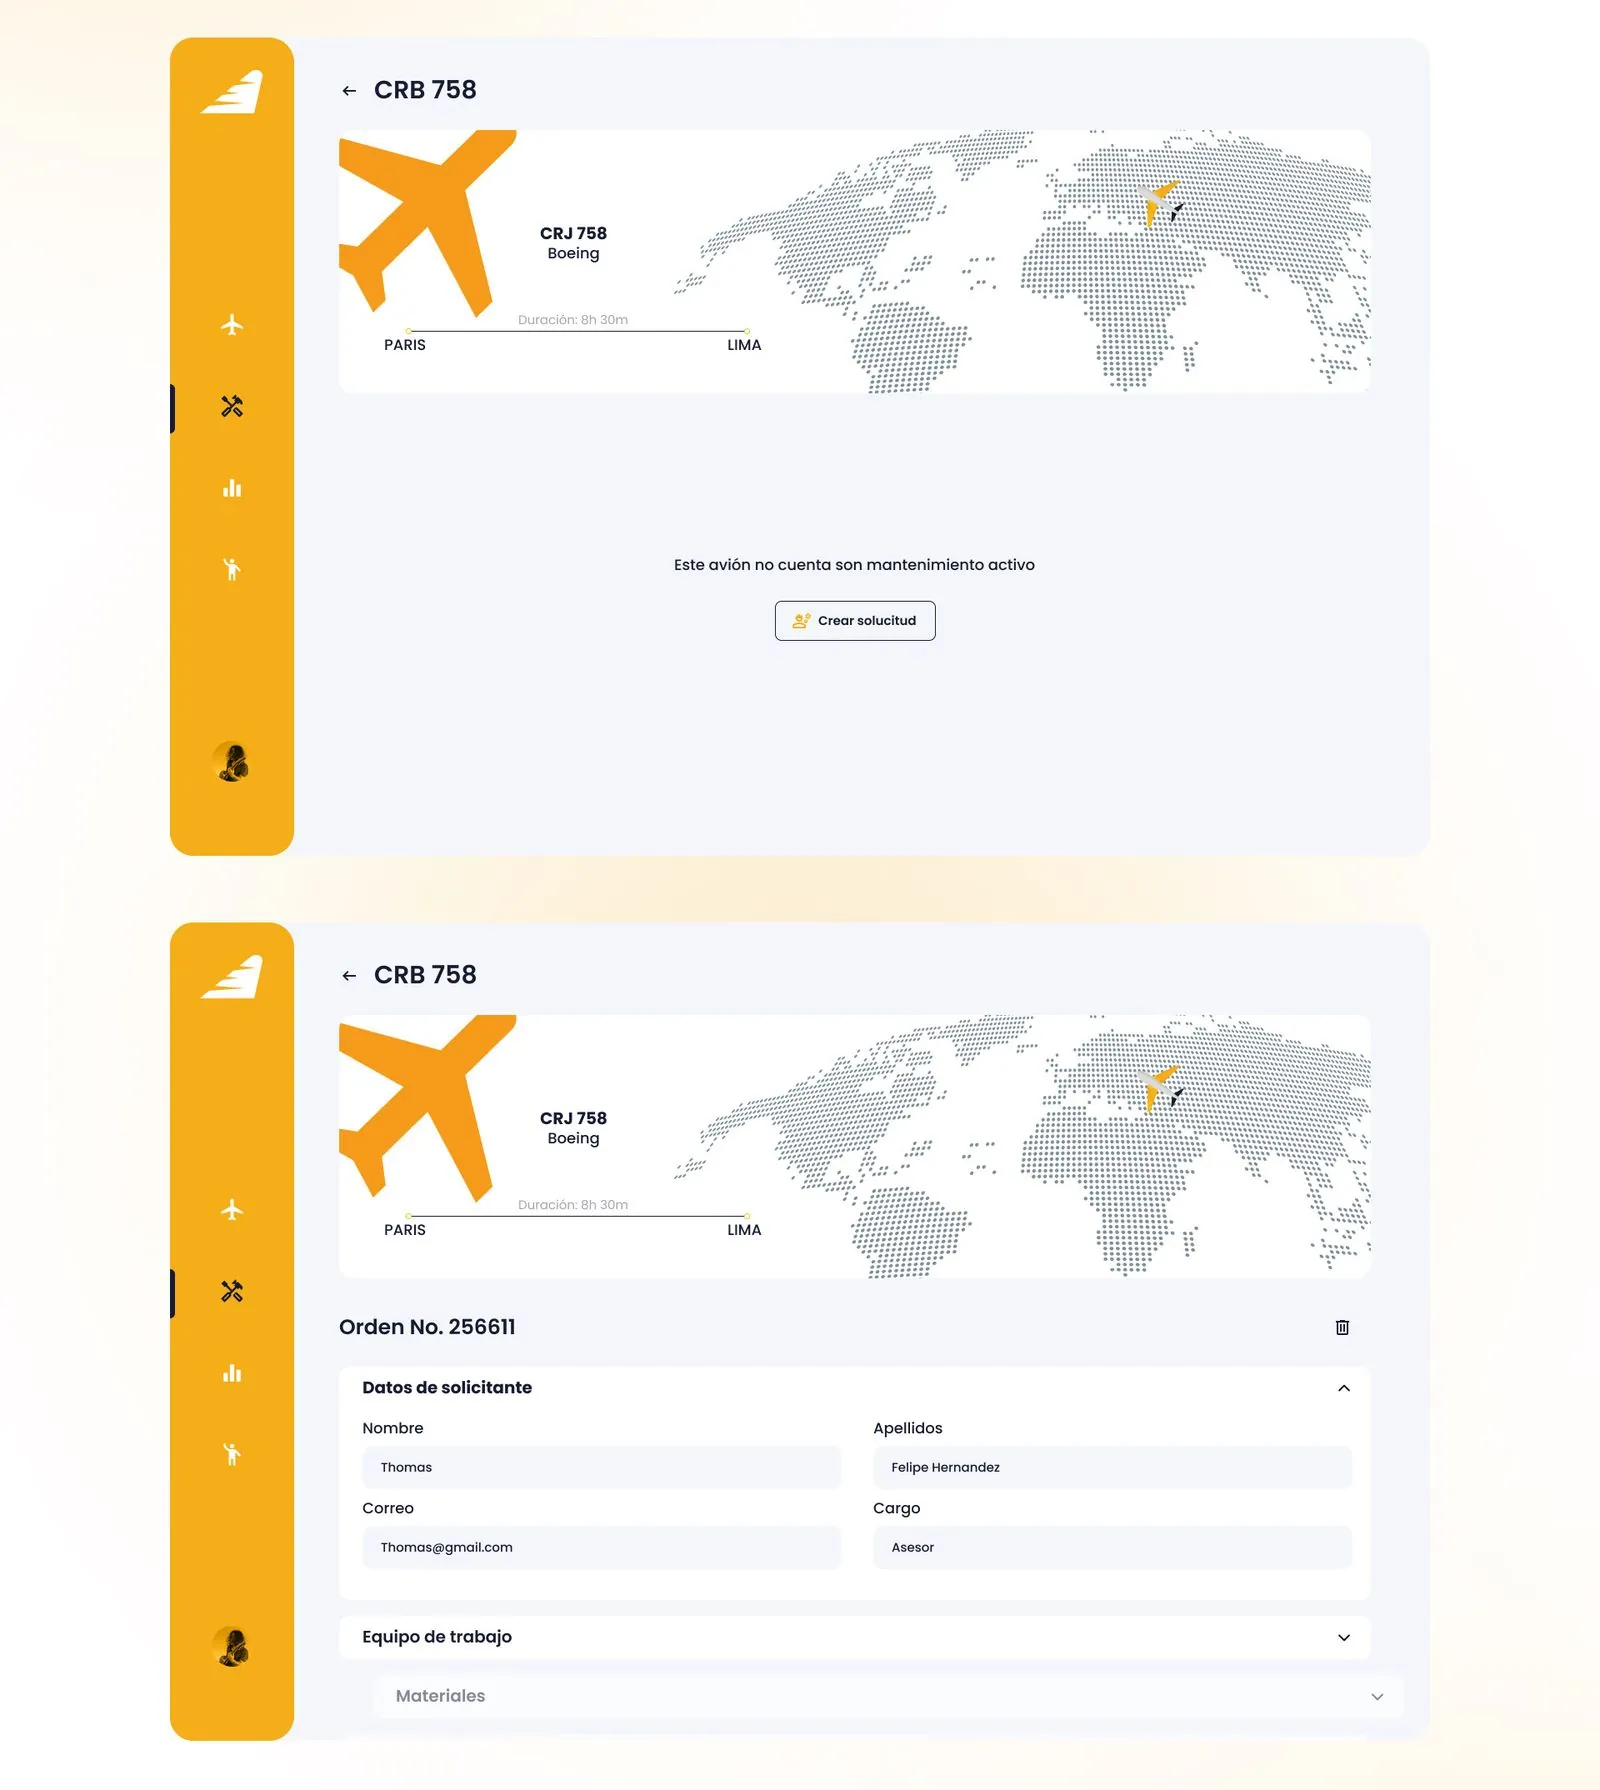 CRB 758
CRJ 758
Boeing
Duración: 8h 30m
PARIS LIMA
Este avión no cuenta son mantenimiento activo
Crear solucitud
CRB 758
CRJ 758
Boeing
Duración: 8h 30m
PARIS LIMA
Orden No. 256611
Datos de solicitante
Nombre Apellidos
Thomas Felipe Hernandez
Correo Cargo
Thomas@gmail.com Asesor
Equipo de trabajo
Materiales